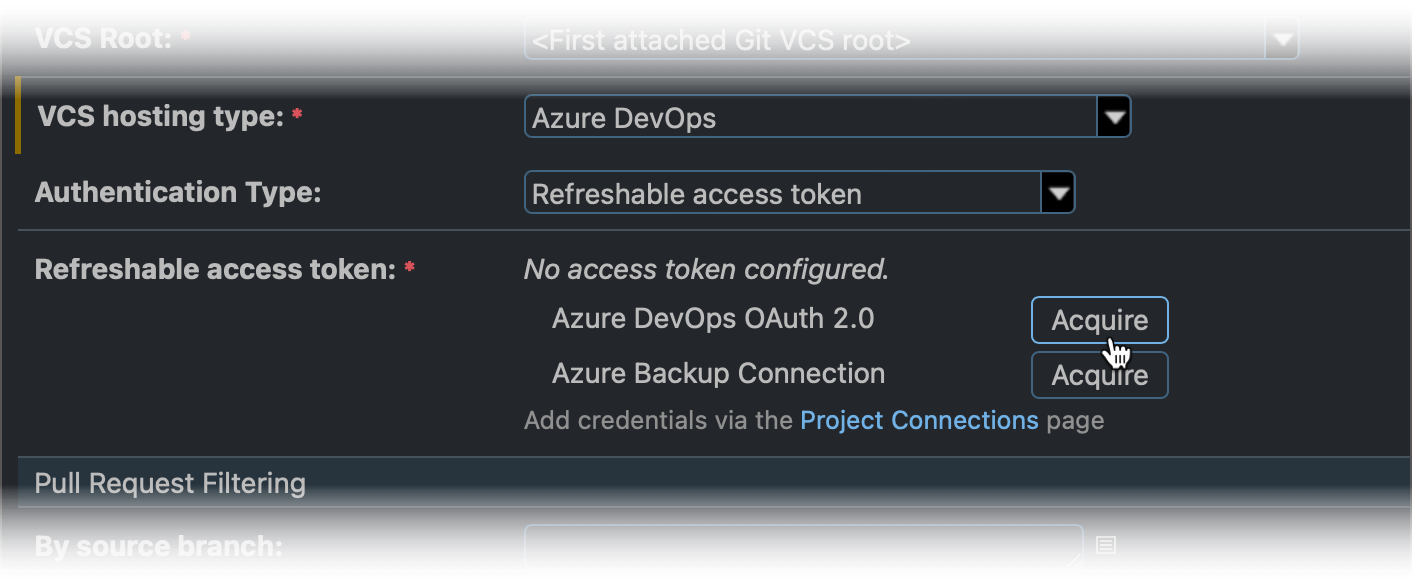 VCS Root: * <First attached Git VCS root>
VCS hosting type: * Azure DevOps
Authentication Type: Refreshable access token
Refreshable access token: * No access token configured.
Azure DevOps OAuth 2.0 Acquire
Azure Backup Connection Acquire
Add credentials via the Project Connections page
Pull Request Filtering
By source branch: